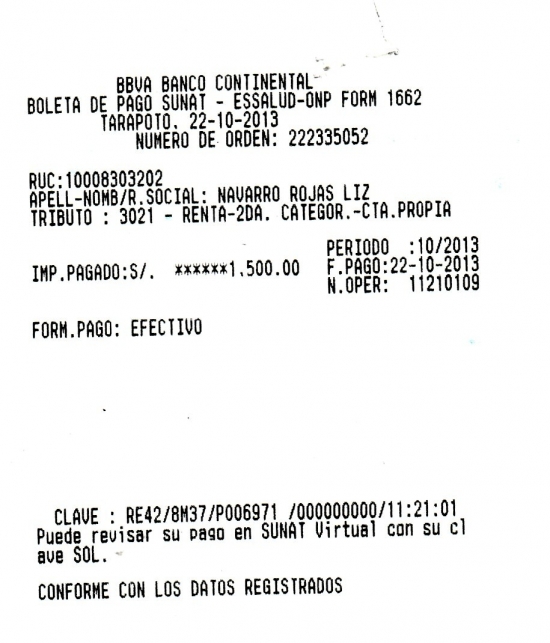 BBVA BANCO CONTINENTAL
BOLETA DE PAGO SUNAT - ESSALUD-ONP FORM 1662
TARAPOTO, 22-10-2013
NUMERO DE ORDEN: 222335052
RUC:10008303202
APELL-NOMB/R.SOCIAL: NAVARRO ROJAS LIZ
TRIBUTO : 3021 - RENTA-2DA. CATEGOR.-CTA.PROPIA
PERIODO :10/2013
IMP.PAGADO:S/. ******1,500.00 F.PAGO:22-10-2013
N.OPER: 11210109
FORM.PAGO: EFECTIVO
CLAVE : RE42/8M37/P006971 /000000000/11:21:01
Puede revisar su pago en SUNAT Virtual con su cl
ave SOL.
CONFORME CON LOS DATOS REGISTRADOS